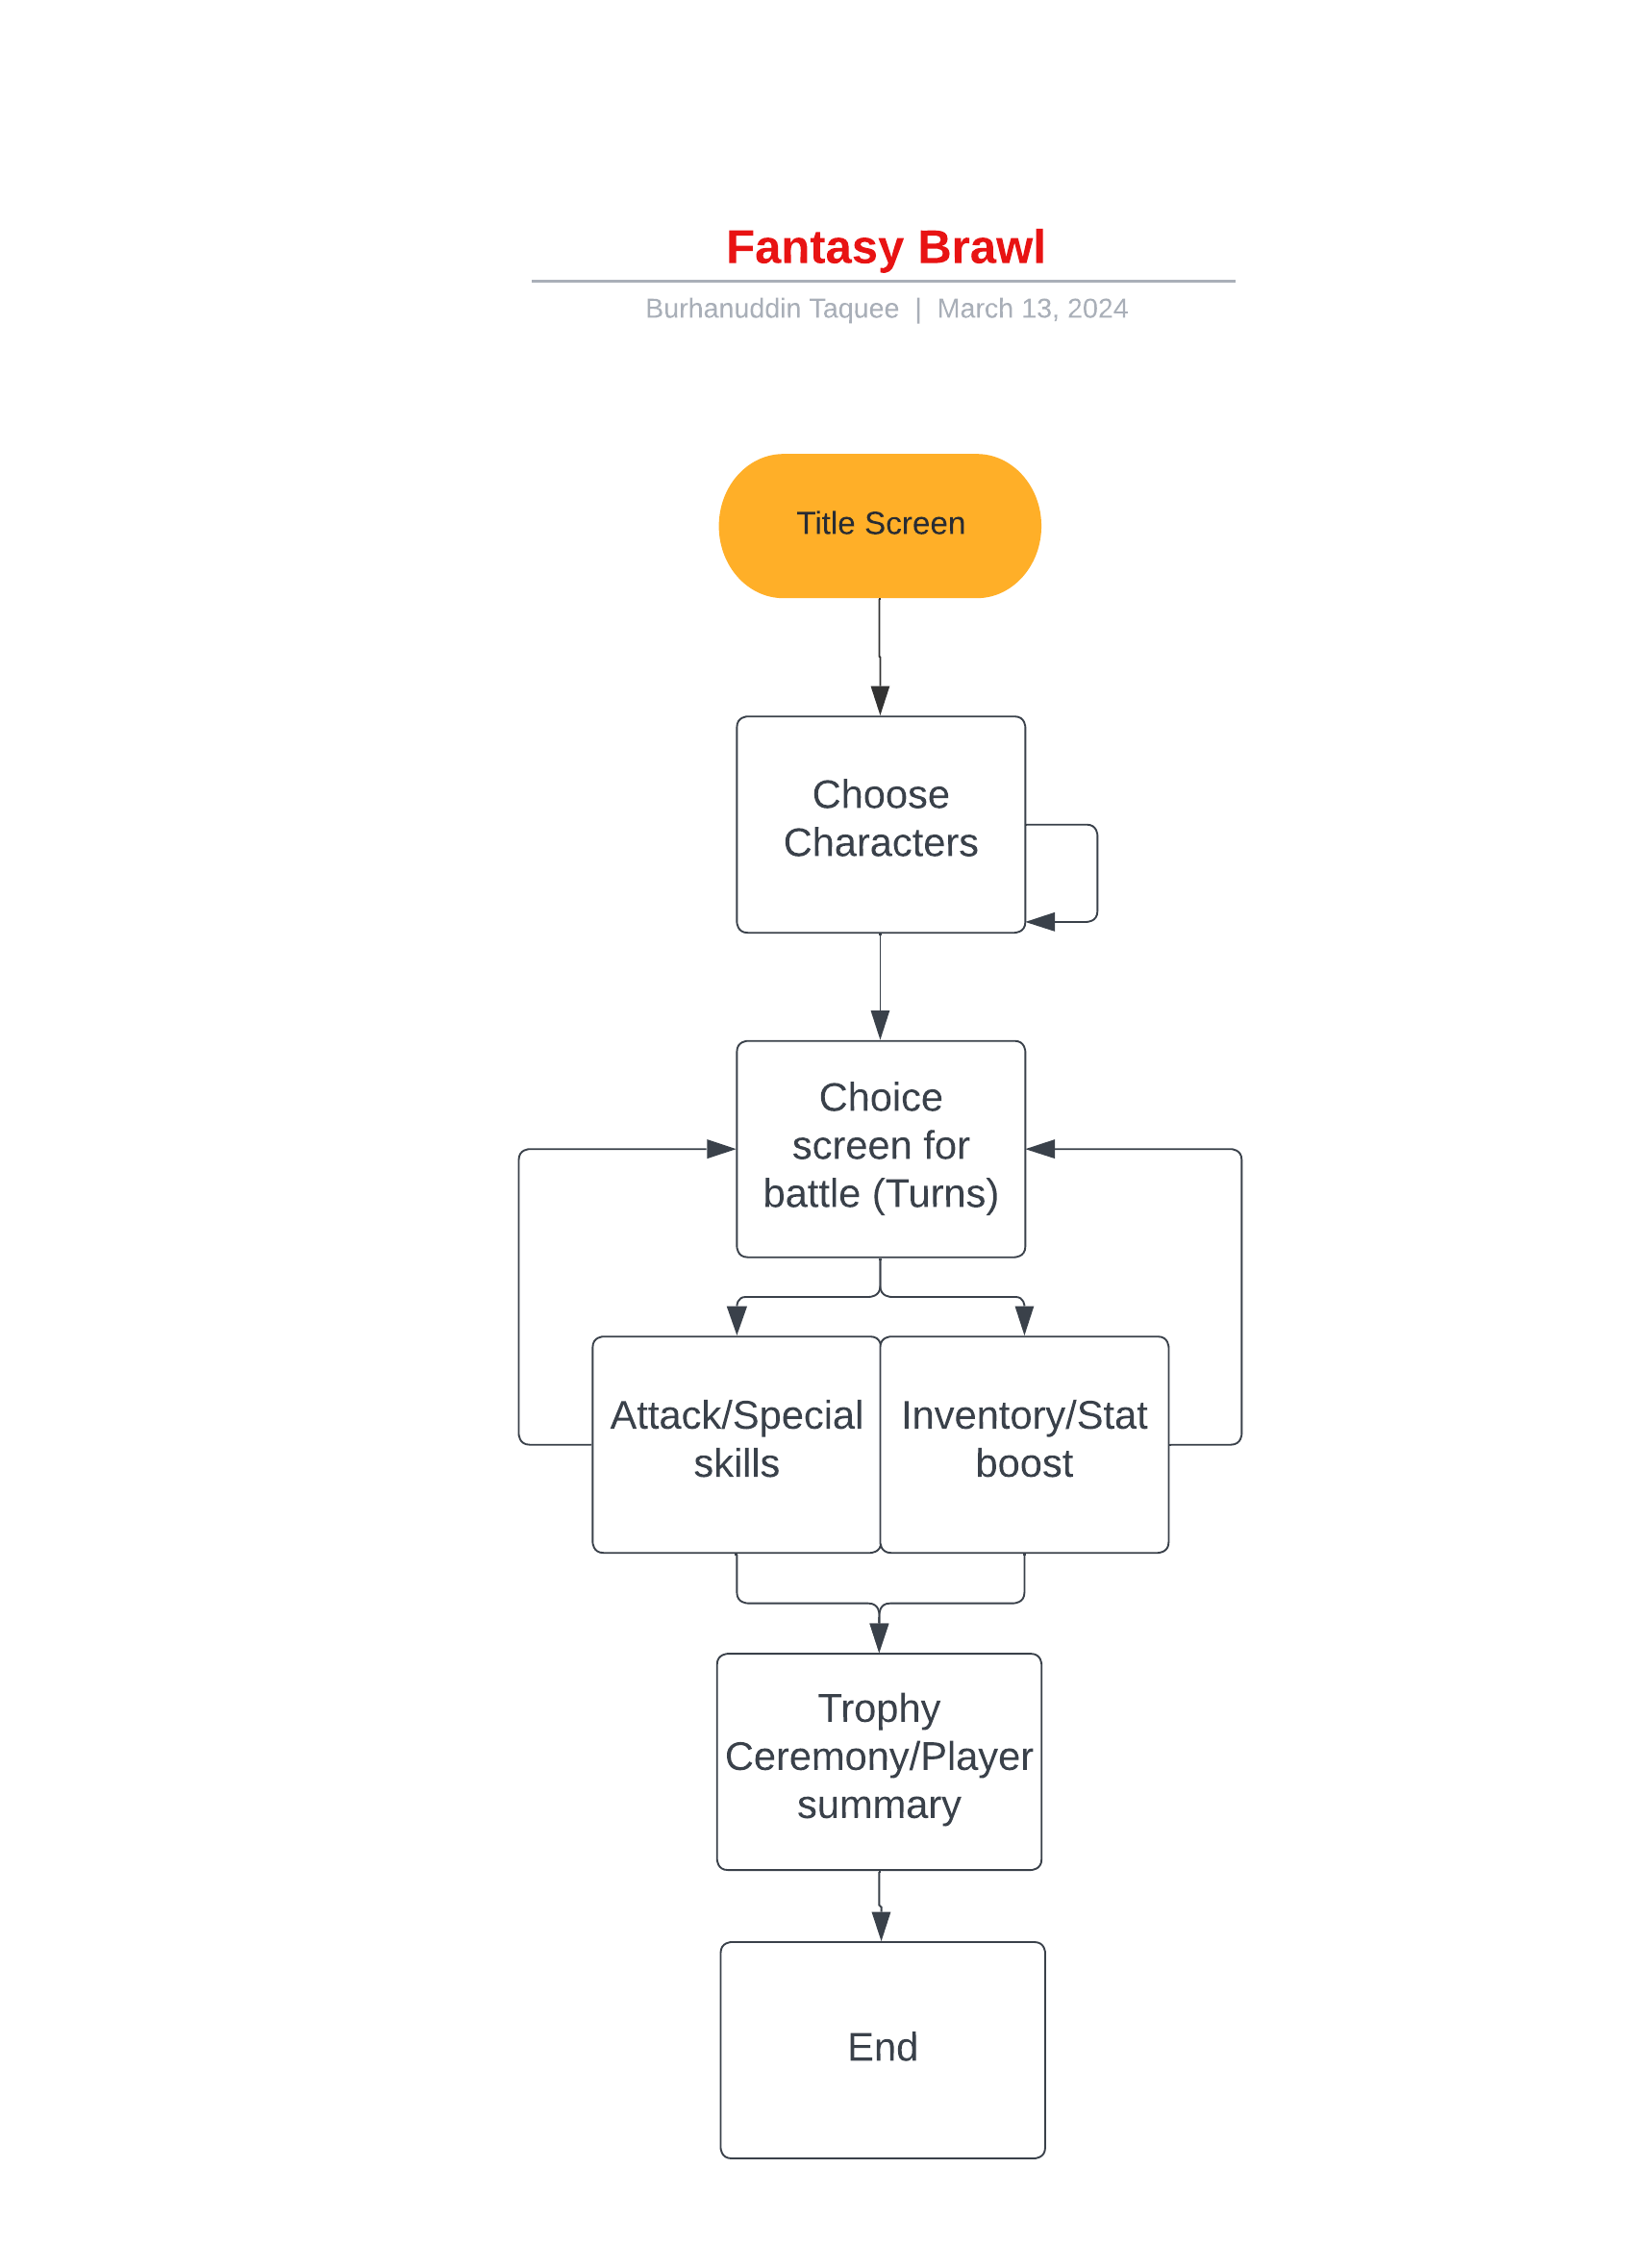 Fantasy Brawl
Burhanuddin Taquee | March 13, 2024
Title Screen
Choose
Characters
Choice
screen for
battle (Turns)
Attack/Special
skills
Inventory/Stat
boost
Trophy
Ceremony/Player
summary
End